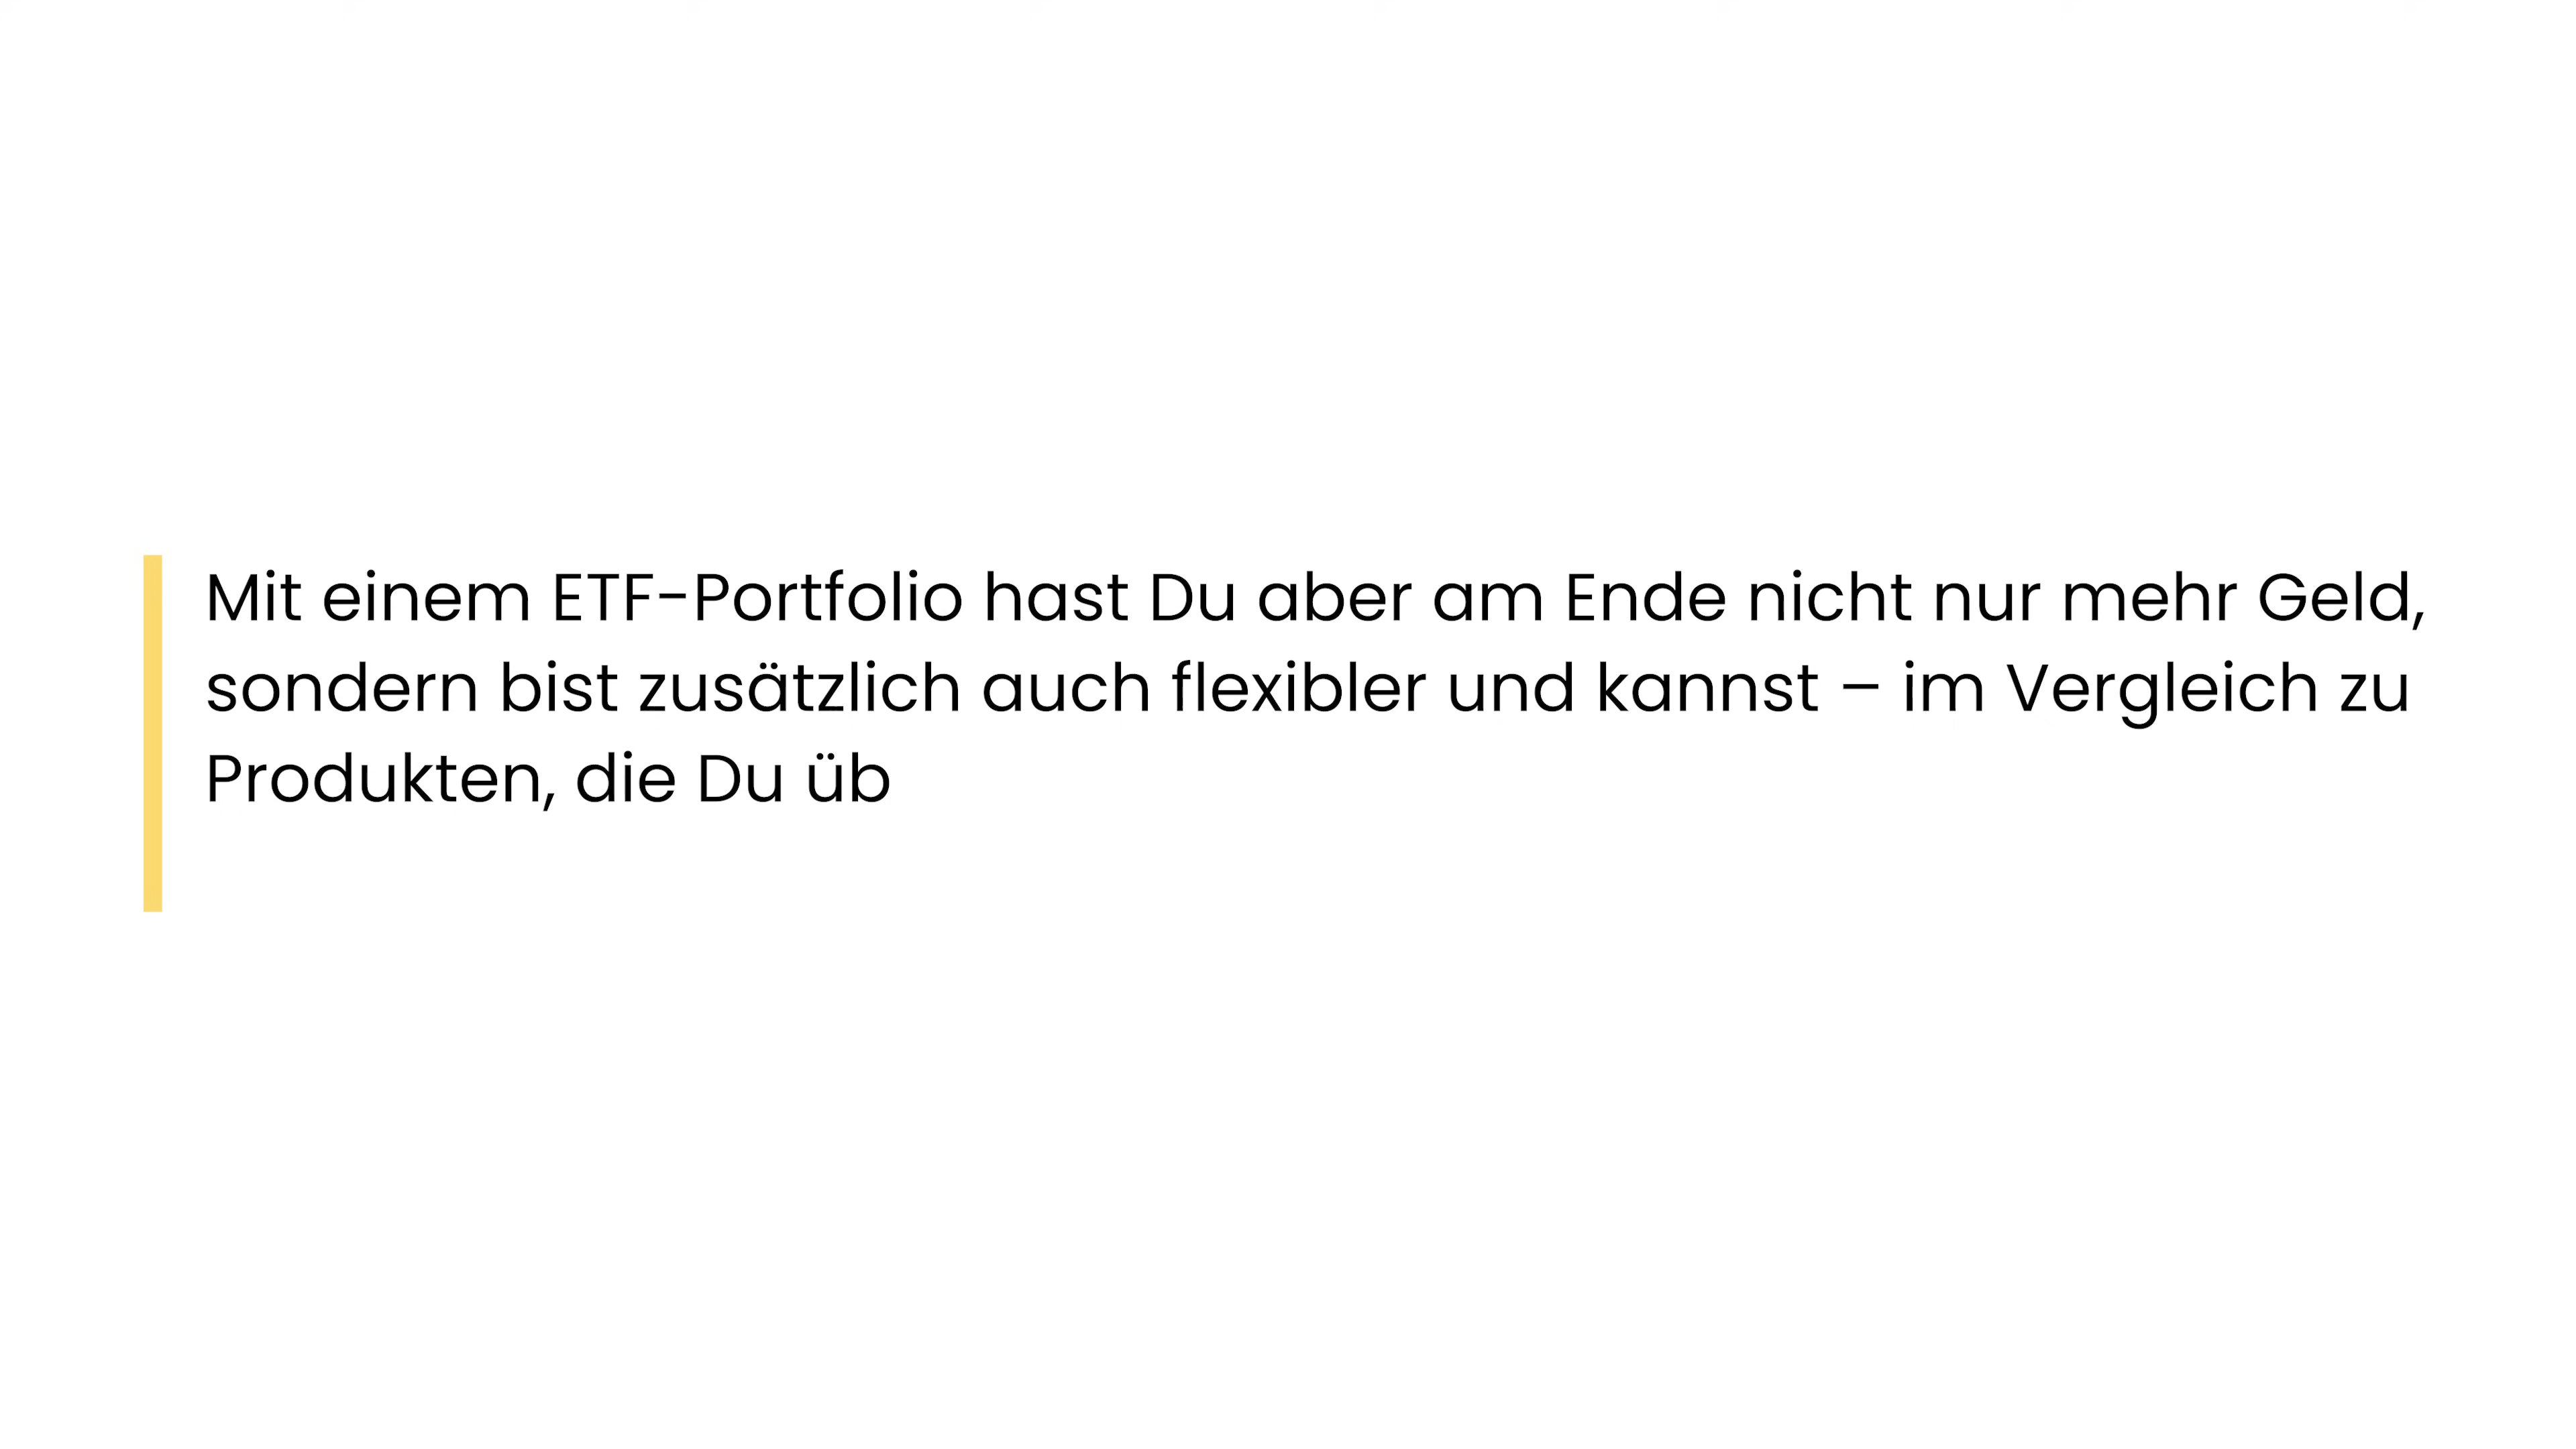 Mit einem ETF-Portfolio hast Du aber am Ende nicht nur mehr Geld,
sondern bist zusätzlich auch flexibler und kannst – im Vergleich zu
Produkten, die Du üb